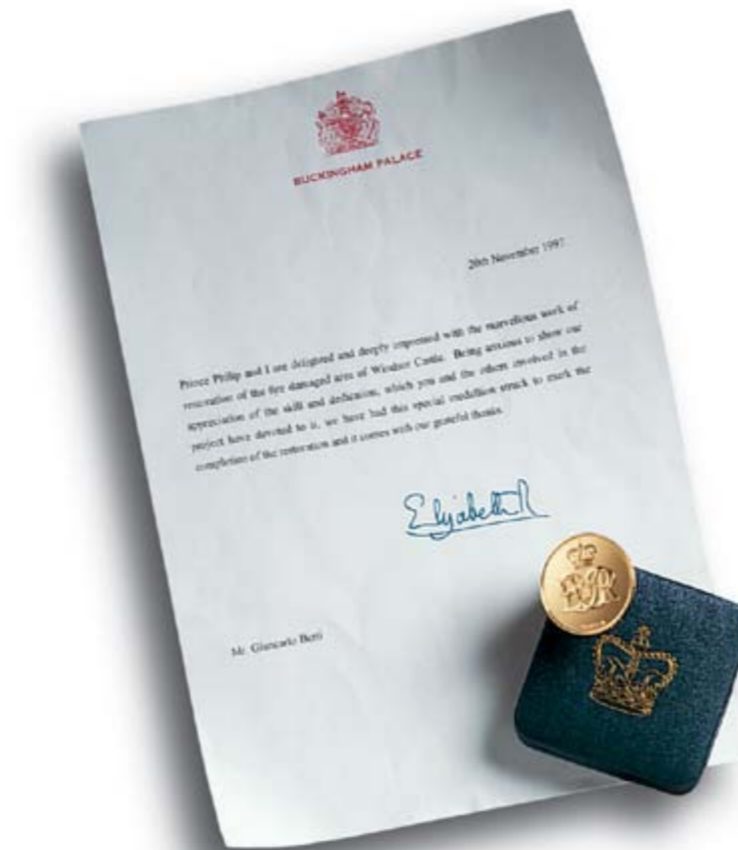 BUCKINGHAM PALACE
20th November 1997
Prince Philip and I are delighted and deeply impressed with the marvellous work of
restoration of the fire damaged area of Windsor Castle. Being anxious to show our
appreciation of the skill and dedication, which you and the others involved in the
project have devoted to it, we have had this special medallion struck to mark the
completion of the restoration and it comes with our grateful thanks.
Elizabeth R
Mr. Giancarlo Berti